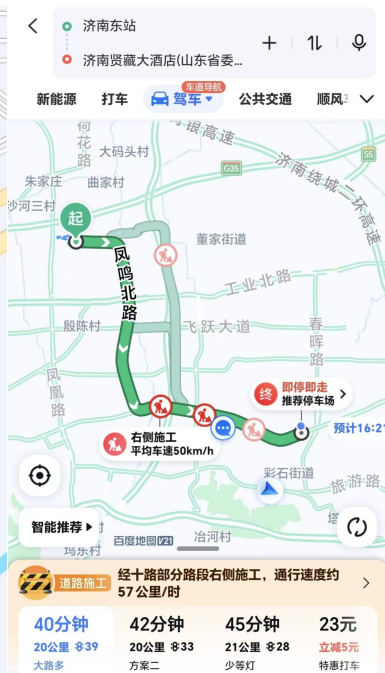 济南东站
济南贤藏大酒店(山东省委...
新能源
打车
驾车
车道导航
公共交通
顺风
荷花路
大码头村
青银高速
济南绕城二环高速
G35
S5
朱家庄
曲家村
沙河三村
起
董家街道
凤鸣北路
工业北路
殷陈村
飞跃大道
春晖路
凤凰路
终
即停即走
推荐停车场
预计16:21
右侧施工
平均车速50km/h
彩石街道
旅游路
智能推荐
百度地图V21
冶河村
道路施工
经十路部分路段右侧施工，通行速度约
57公里/时
40分钟
20公里 39
大路多
42分钟
20公里 33
方案二
45分钟
21公里 28
少等灯
23元
立减5元
特惠打车